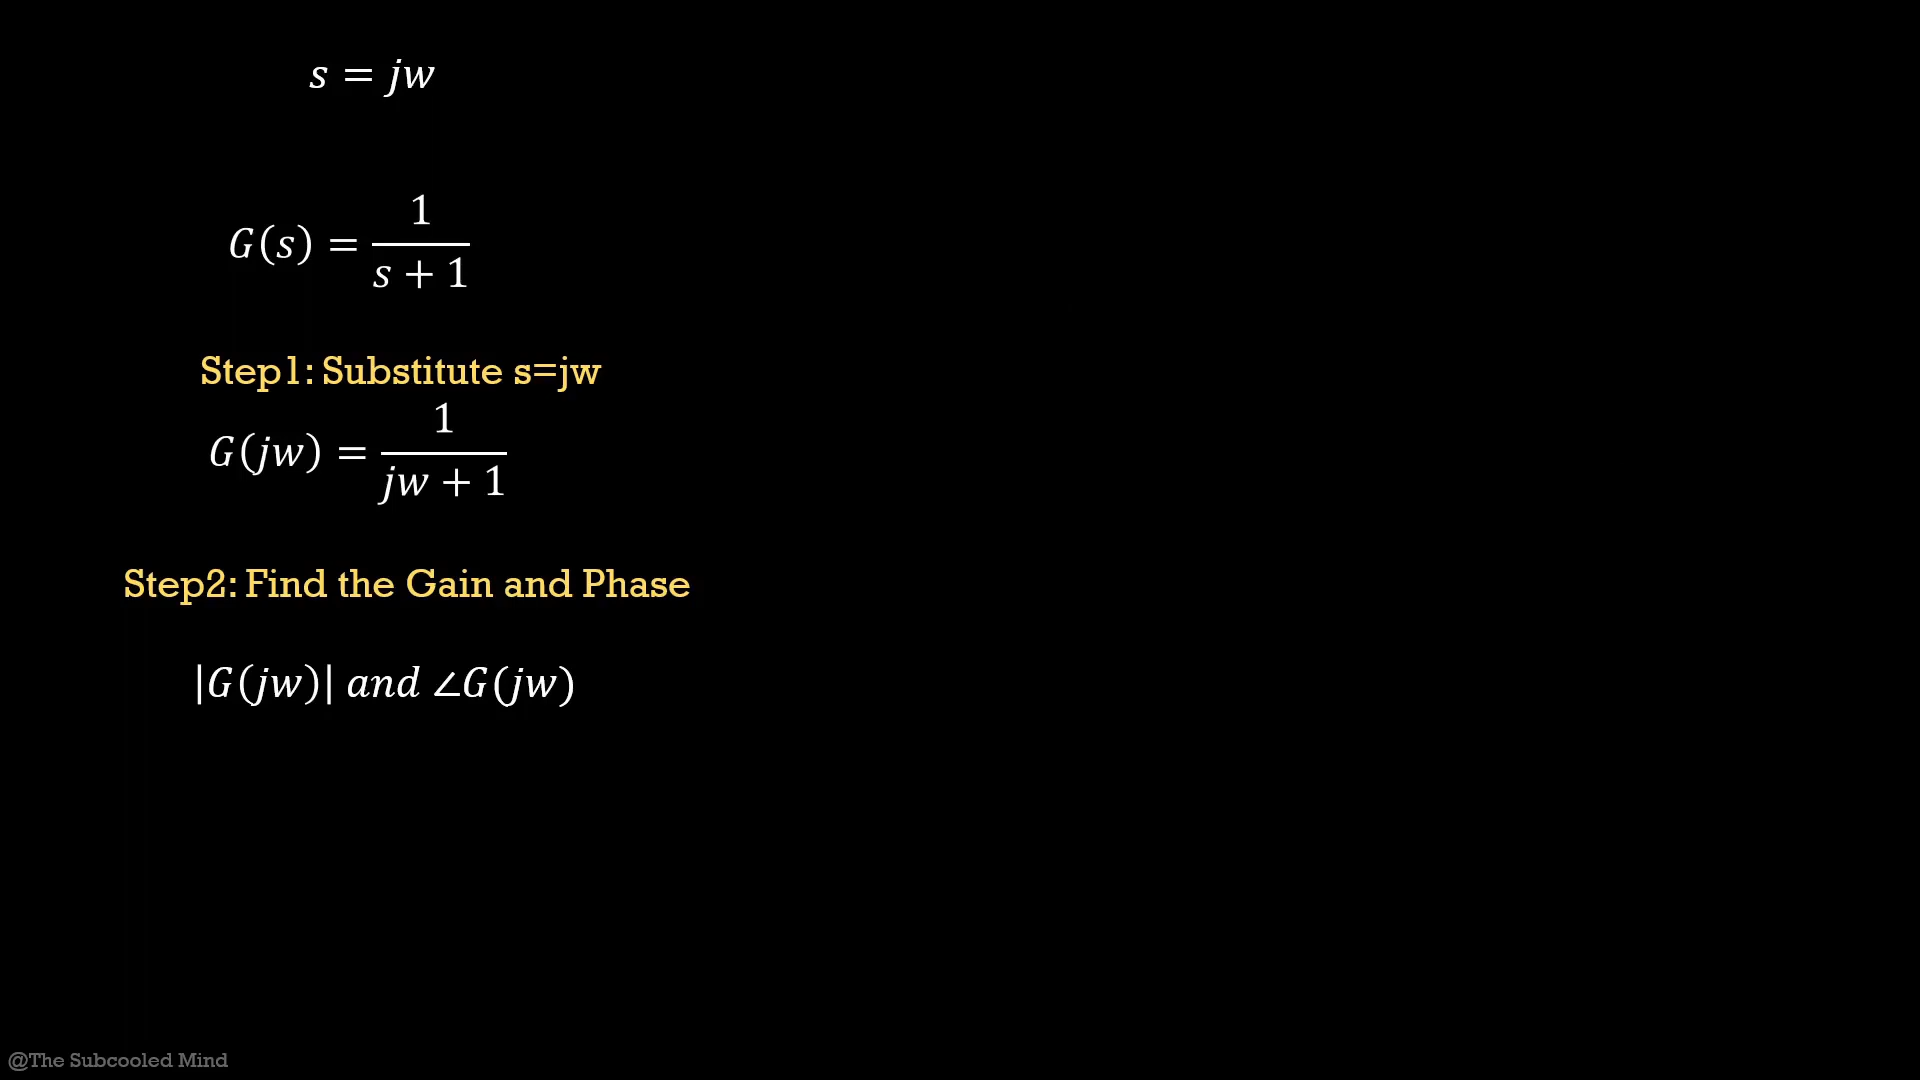 s = jw
G(s) = 1/(s + 1)
Step1: Substitute s=jw
G(jw) = 1/(jw + 1)
Step2: Find the Gain and Phase
|G(jw)| and ∠G(jw)
@The Subcooled Mind